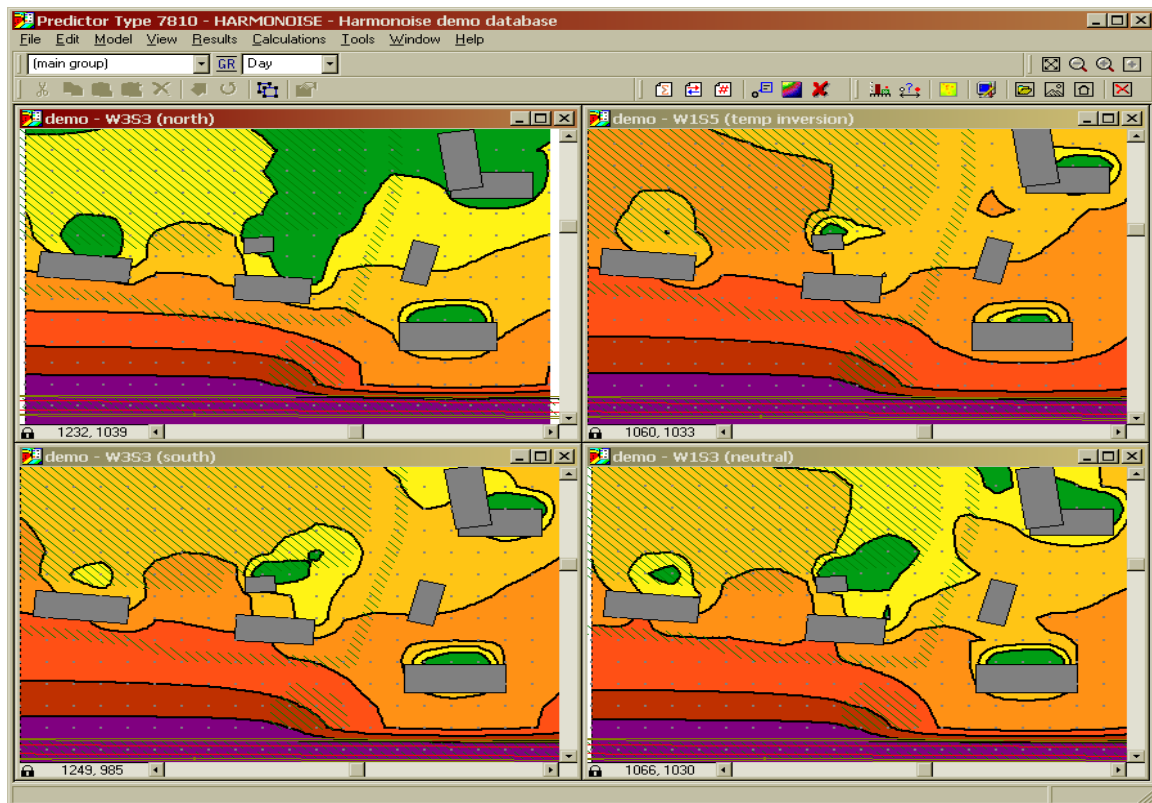 Predictor Type 7810 - HARMONOISE - Harmonoise demo database
File Edit Model View Results Calculations Tools Window Help
(main group) GR Day
demo - W3S3 (north)
1232, 1039
demo - W1S5 (temp inversion)
1060, 1033
demo - W3S3 (south)
1249, 985
demo - W1S3 (neutral)
1066, 1030